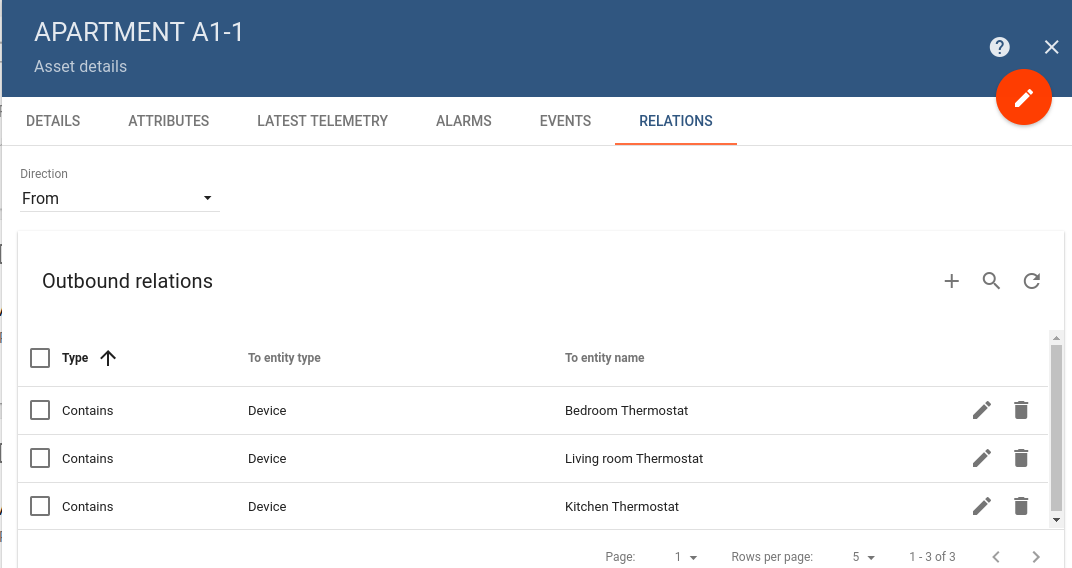 APARTMENT A1-1
Asset details
DETAILS ATTRIBUTES LATEST TELEMETRY ALARMS EVENTS RELATIONS
Direction
From
Outbound relations
Type To entity type To entity name
Contains Device Bedroom Thermostat
Contains Device Living room Thermostat
Contains Device Kitchen Thermostat
Page: 1 Rows per page: 5 1 - 3 of 3